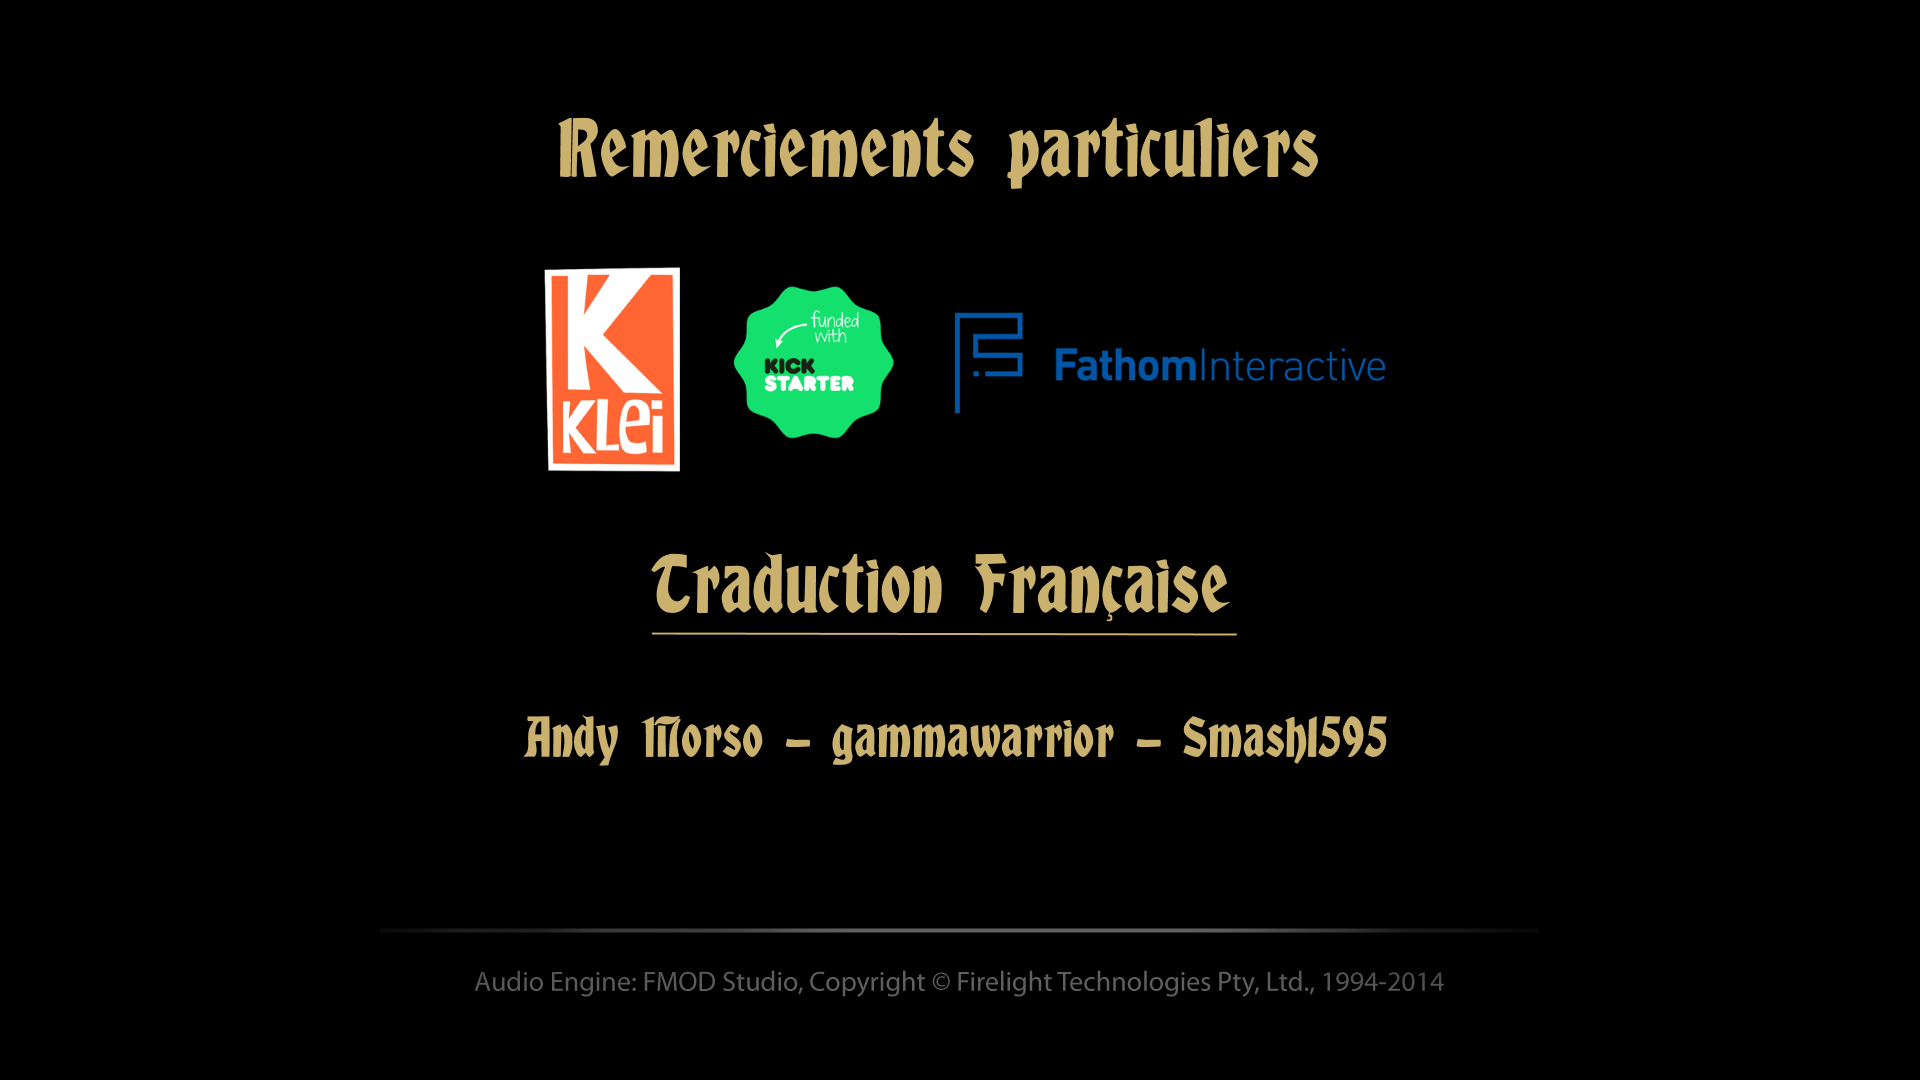 Remerciements particuliers
K
KLei
funded
with
KICK
STARTER
FathomInteractive
Traduction Française
Andy Morso – gammawarrior – Smash1595
Audio Engine: FMOD Studio, Copyright © Firelight Technologies Pty, Ltd., 1994-2014